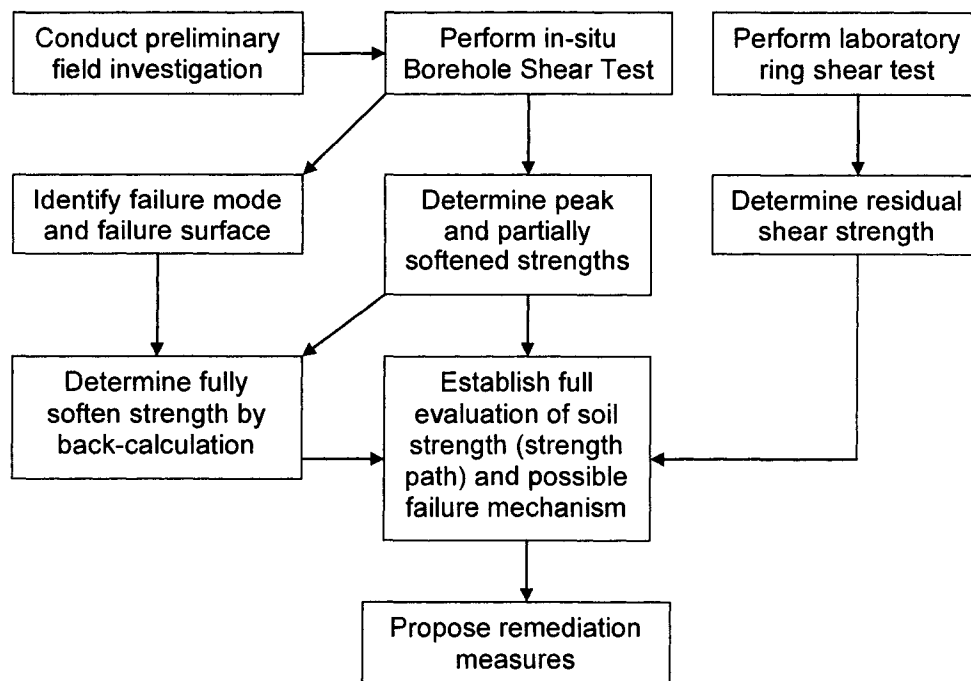 Conduct preliminary
field investigation
Perform in-situ
Borehole Shear Test
Perform laboratory
ring shear test
Identify failure mode
and failure surface
Determine peak
and partially
softened strengths
Determine residual
shear strength
Determine fully
soften strength by
back-calculation
Establish full
evaluation of soil
strength (strength
path) and possible
failure mechanism
Propose remediation
measures